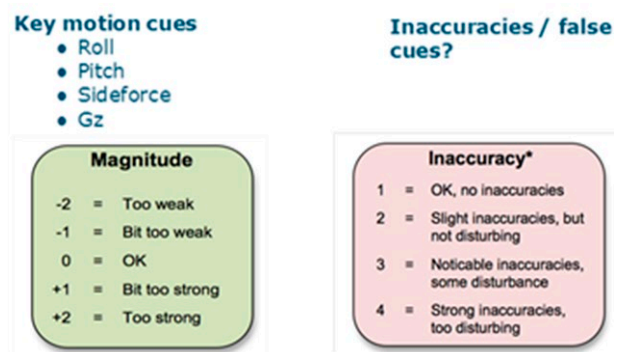 Key motion cues
• Roll
• Pitch
• Sideforce
• Gz
Magnitude
-2 = Too weak
-1 = Bit too weak
0 = OK
+1 = Bit too strong
+2 = Too strong
Inaccuracies / false
cues?
Inaccuracy*
1 = OK, no inaccuracies
2 = Slight inaccuracies, but
not disturbing
3 = Noticable inaccuracies,
some disturbance
4 = Strong inaccuracies,
too disturbing